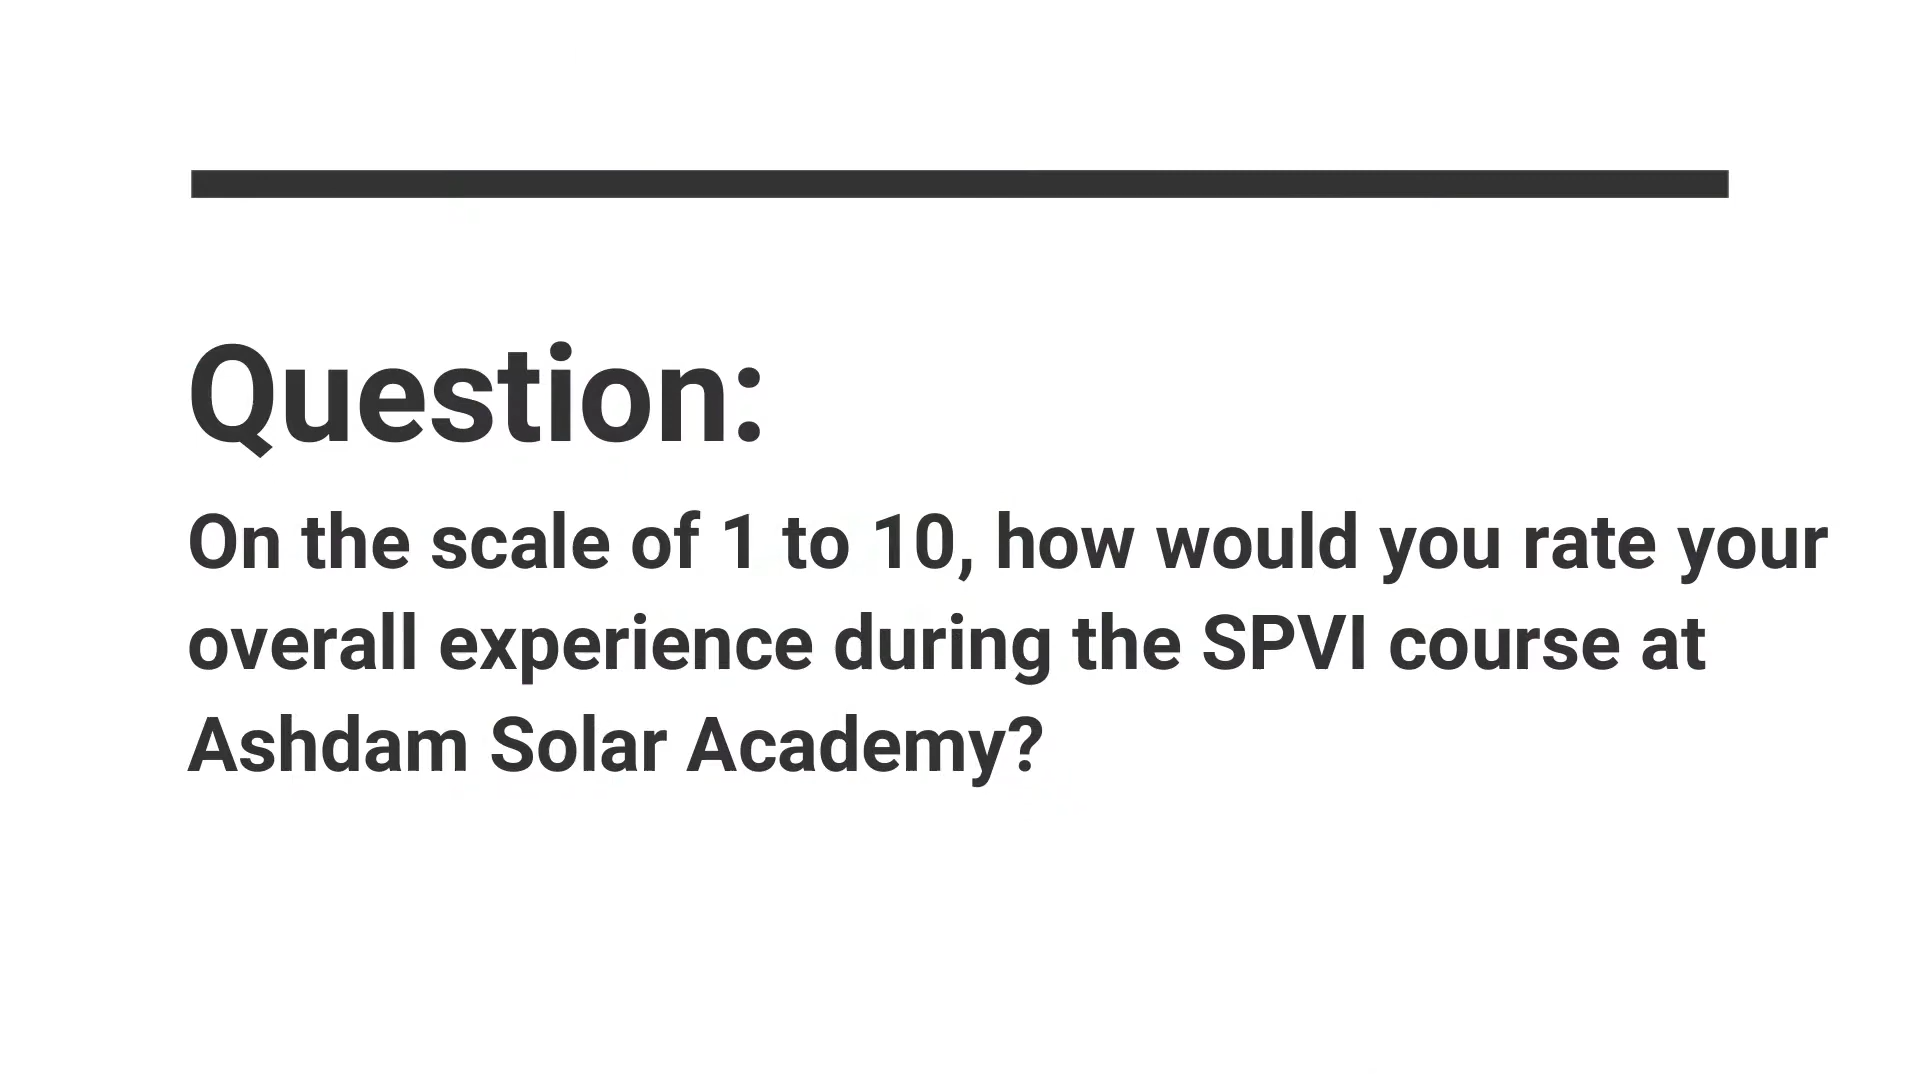 Question:
On the scale of 1 to 10, how would you rate your
overall experience during the SPVI course at
Ashdam Solar Academy?